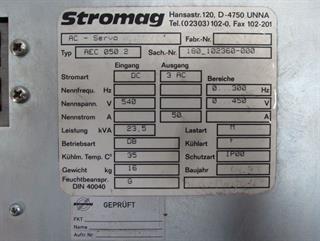 Stromag Hansastr.120, D-4750 UNNA
Tel.(02303)102-0, Fax 102-201
AC - Servo Fabr.-Nr.
Typ AEC 050.2 Sach.-Nr. 180_102360-000
Eingang Ausgang
Stromart DC 3 AC Bereiche
Nennfrequ. Hz 0. 300 Hz
Nennspann. V 540 0. 450 V
Nennstrom A 50 A
Leistung kVA 23,5 Lastart M
Betriebsart DB Kühlart
Kühlm. Temp. C° 35 Schutzart IP00
Gewicht kg 16 Baujahr
Feuchtbeanspr. G
DIN 40040
GEPRÜFT
FKT.
Name
Auftr.Nr.